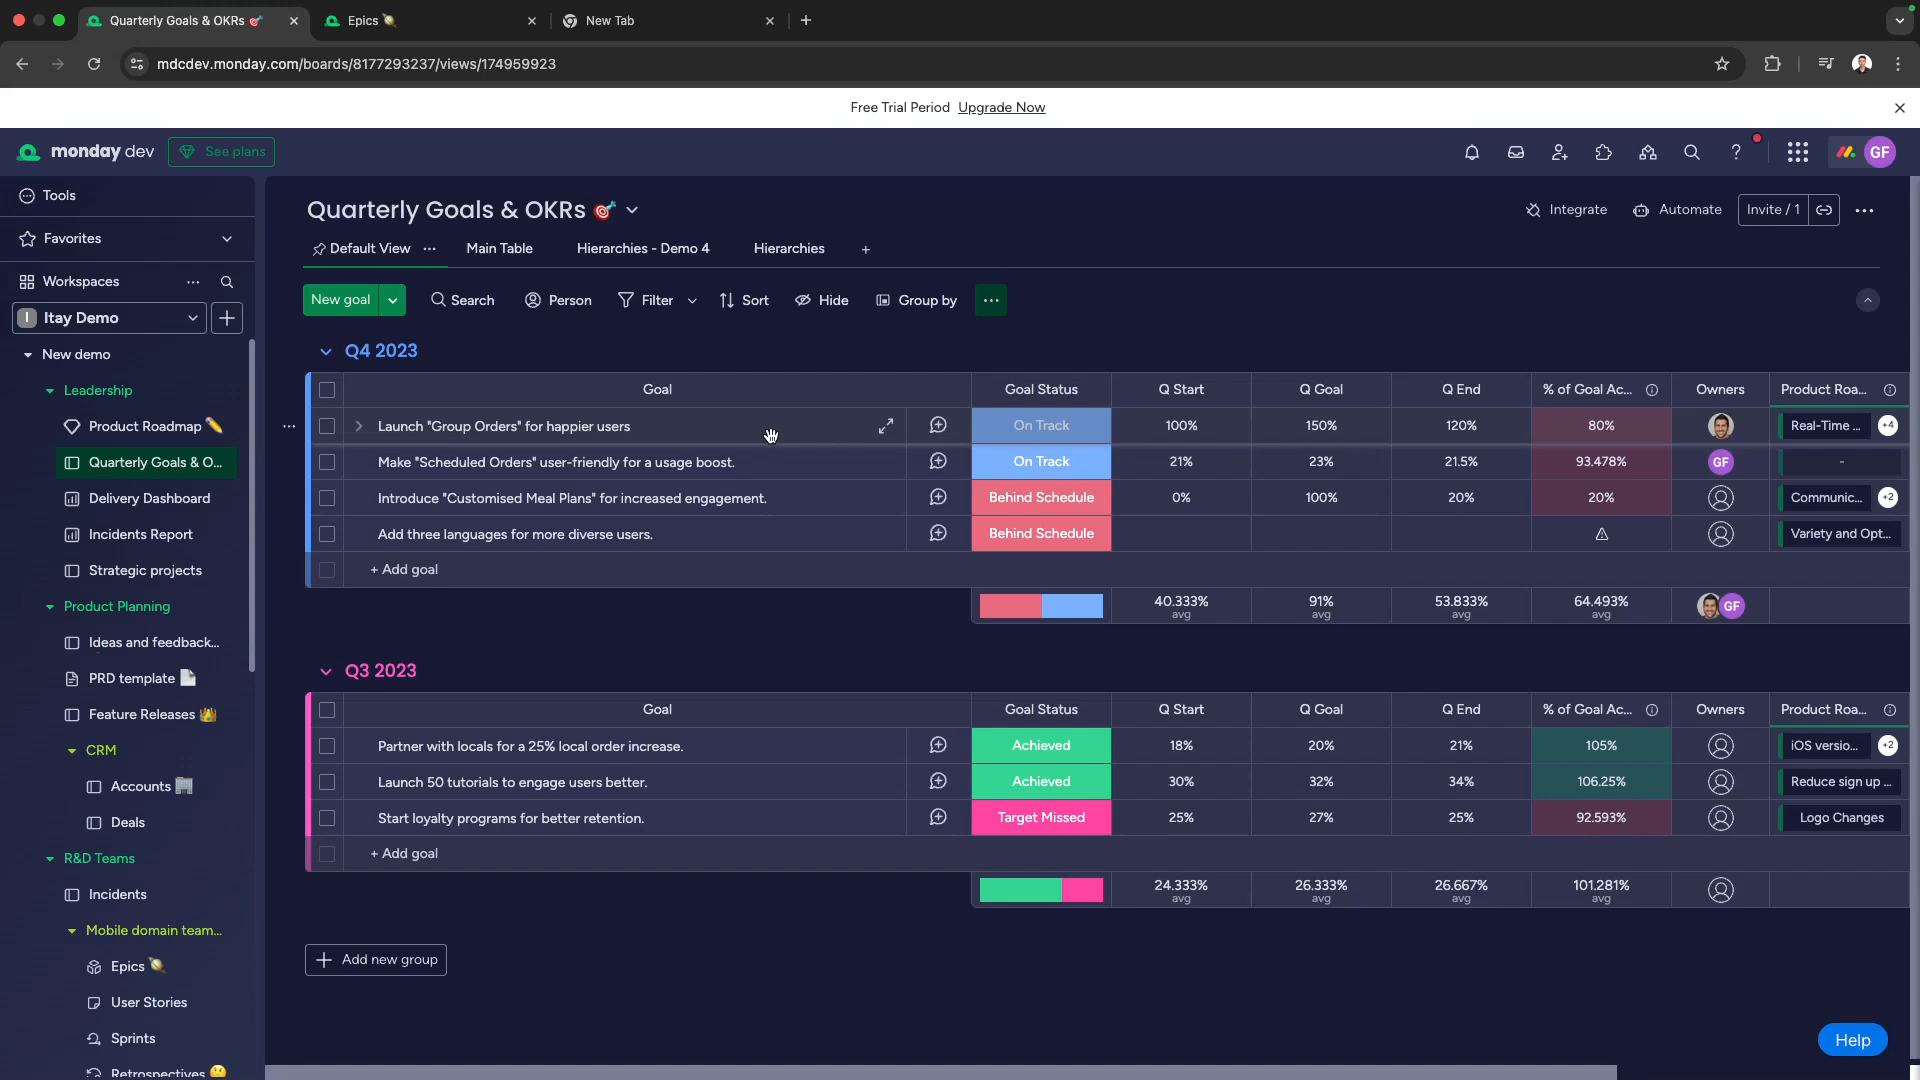 Quarterly Goals & OKRs
Epics
New Tab
mdcdev.monday.com/boards/8177293237/views/174959923
Free Trial Period Upgrade Now
monday dev
See plans
GF
Tools
Favorites
Workspaces
I Itay Demo
New demo
Leadership
Product Roadmap
Quarterly Goals & O...
Delivery Dashboard
Incidents Report
Strategic projects
Product Planning
Ideas and feedback...
PRD template
Feature Releases
CRM
Accounts
Deals
R&D Teams
Incidents
Mobile domain team...
Epics
User Stories
Sprints
Retrospectives
Quarterly Goals & OKRs
Integrate
Automate
Invite / 1
Default View
Main Table
Hierarchies - Demo 4
Hierarchies
New goal
Search
Person
Filter
Sort
Hide
Group by
Q4 2023
Goal Goal Status Q Start Q Goal Q End % of Goal Ac... Owners Product Roa...
Launch "Group Orders" for happier users On Track 100% 150% 120% 80% Real-Time ... +4
Make "Scheduled Orders" user-friendly for a usage boost. On Track 21% 23% 21.5% 93.478% GF -
Introduce "Customised Meal Plans" for increased engagement. Behind Schedule 0% 100% 20% 20% Communic... +2
Add three languages for more diverse users. Behind Schedule Variety and Opt...
+ Add goal
40.333% 91% 53.833% 64.493% GF
avg avg avg avg
Q3 2023
Goal Goal Status Q Start Q Goal Q End % of Goal Ac... Owners Product Roa...
Partner with locals for a 25% local order increase. Achieved 18% 20% 21% 105% iOS versio... +2
Launch 50 tutorials to engage users better. Achieved 30% 32% 34% 106.25% Reduce sign up ...
Start loyalty programs for better retention. Target Missed 25% 27% 25% 92.593% Logo Changes
+ Add goal
24.333% 26.333% 26.667% 101.281%
avg avg avg avg
Add new group
Help